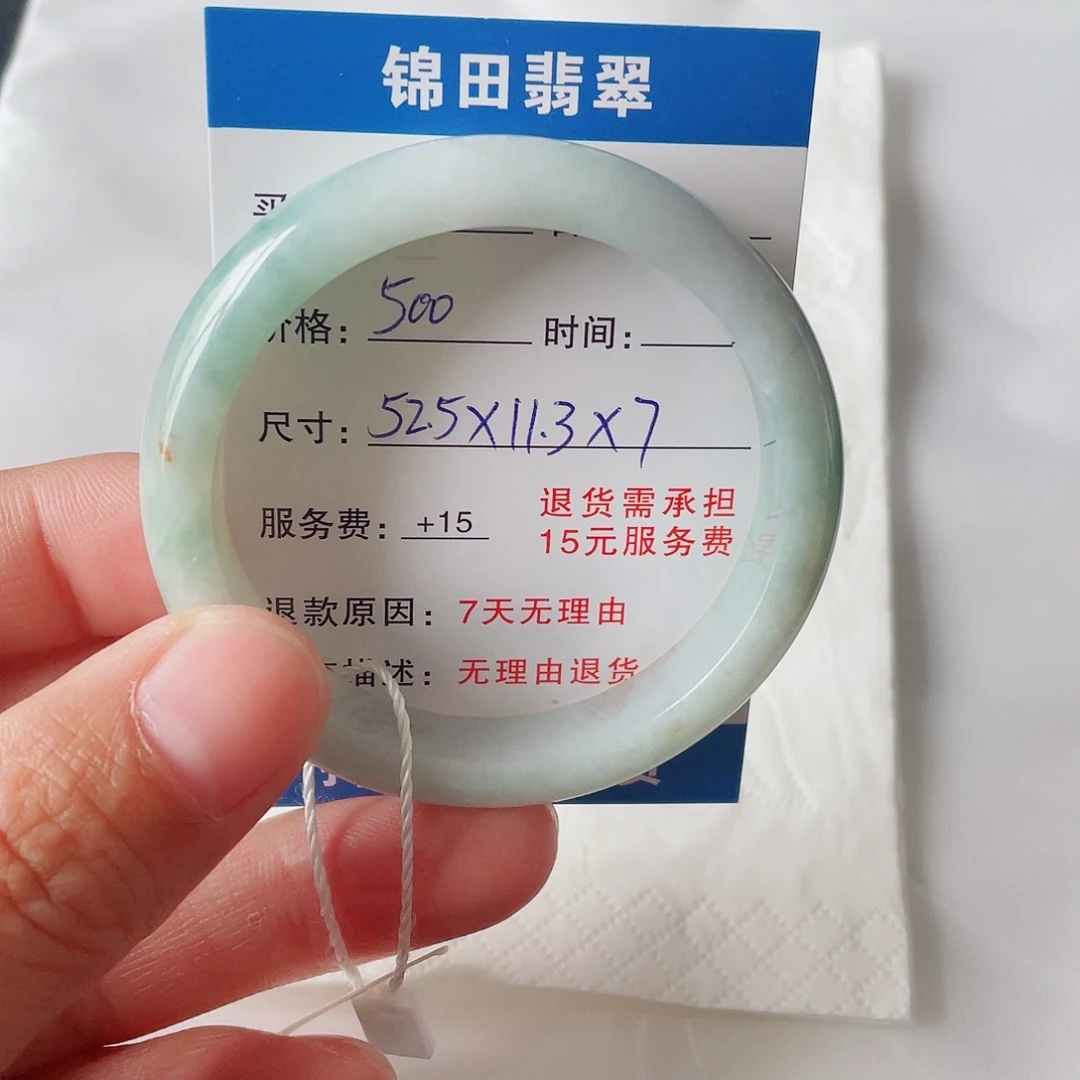 锦田翡翠
买
价格：500 时间：
尺寸：52.5X11.3X7
服务费：+15 退货需承担
15元服务费
退款原因：7天无理由
描述：无理由退货